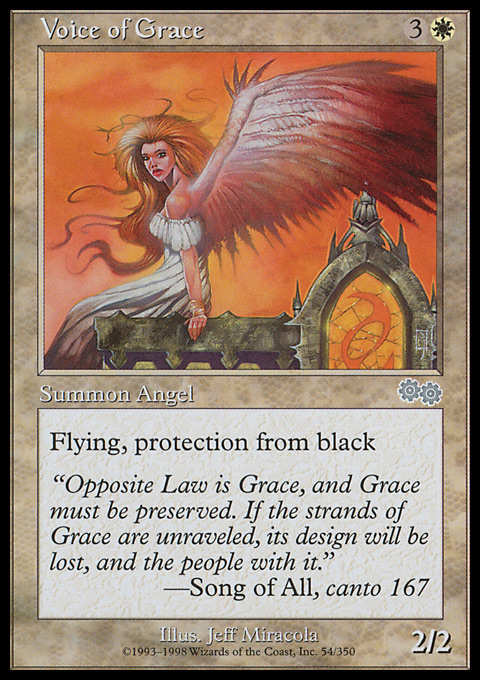 Voice of Grace 3
Summon Angel
Flying, protection from black
“Opposite Law is Grace, and Grace
must be preserved. If the strands of
Grace are unraveled, its design will be
lost, and the people with it.”
—Song of All, canto 167
Illus. Jeff Miracola
©1993–1998 Wizards of the Coast, Inc. 54/350
2/2